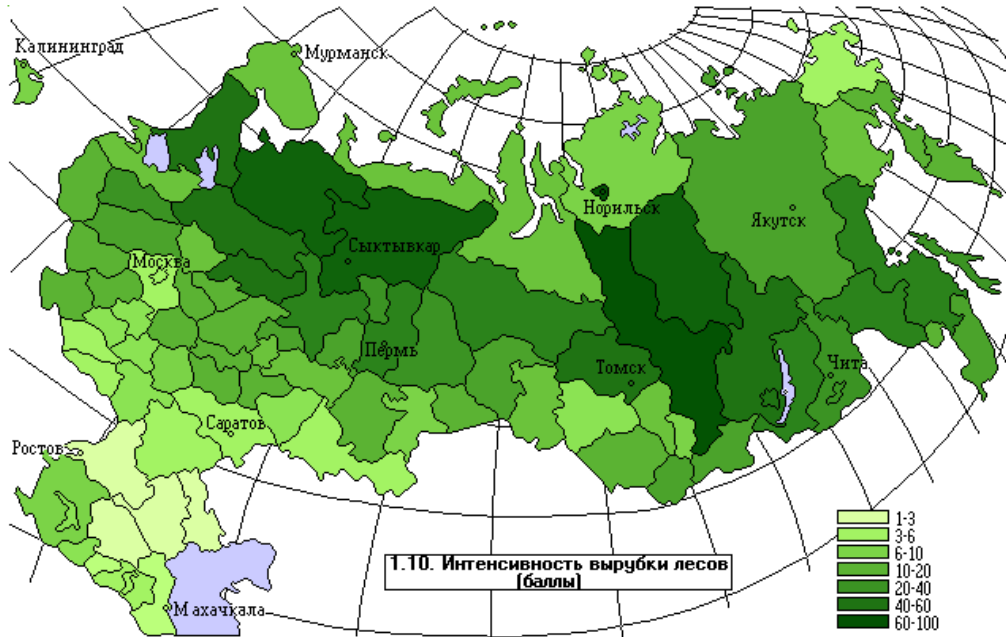 Калининград
Мурманск
Норильск
Якутск
Сыктывкар
Москва
Пермь
Томск
Чита
Саратов
Ростов
Махачкала
1.10. Интенсивность вырубки лесов
(баллы)
1-3
3-6
6-10
10-20
20-40
40-60
60-100